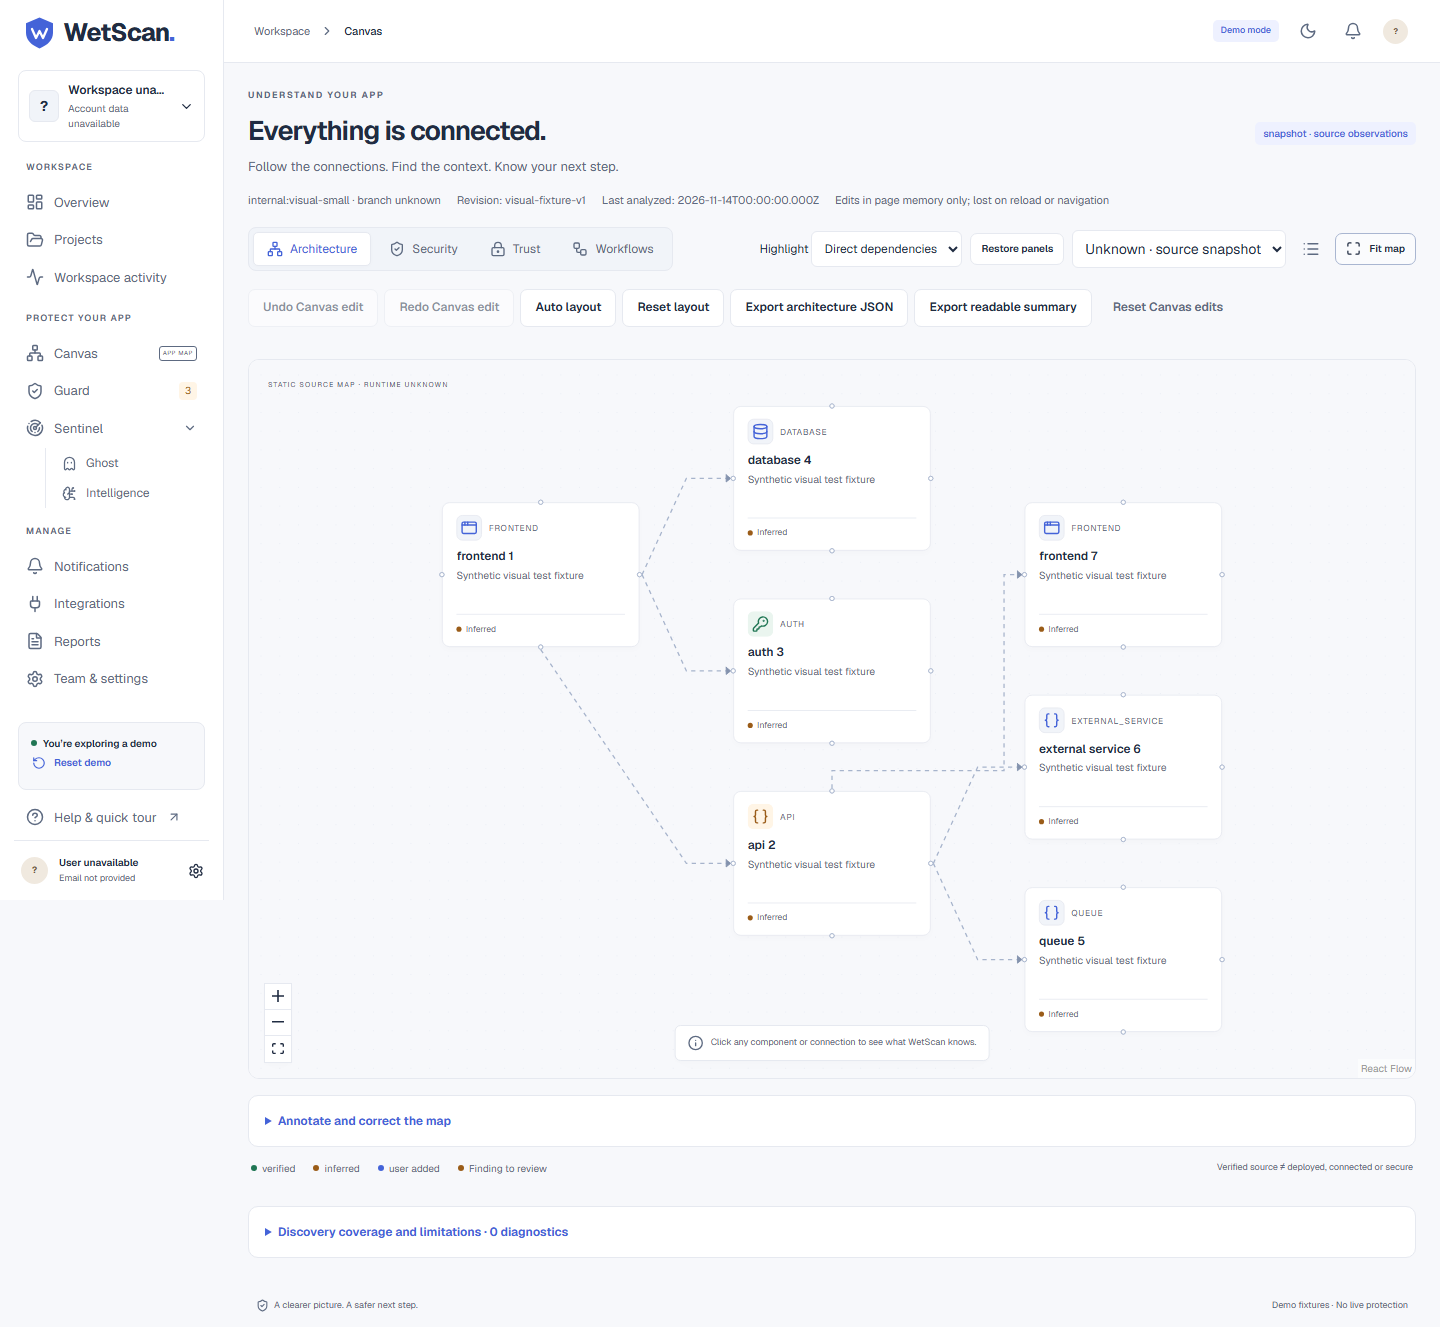 WetScan.
Workspace
Canvas
Demo mode
?
?
Workspace una...
Account data
unavailable
WORKSPACE
Overview
Projects
Workspace activity
PROTECT YOUR APP
Canvas
APP MAP
Guard
3
Sentinel
Ghost
Intelligence
MANAGE
Notifications
Integrations
Reports
Team & settings
You're exploring a demo
Reset demo
Help & quick tour
?
User unavailable
Email not provided
UNDERSTAND YOUR APP
Everything is connected.
snapshot · source observations
Follow the connections. Find the context. Know your next step.
internal:visual-small · branch unknown
Revision: visual-fixture-v1
Last analyzed: 2026-11-14T00:00:00.000Z
Edits in page memory only; lost on reload or navigation
Architecture
Security
Trust
Workflows
Highlight
Direct dependencies
Restore panels
Unknown · source snapshot
Fit map
Undo Canvas edit
Redo Canvas edit
Auto layout
Reset layout
Export architecture JSON
Export readable summary
Reset Canvas edits
STATIC SOURCE MAP · RUNTIME UNKNOWN
FRONTEND
frontend 1
Synthetic visual test fixture
Inferred
DATABASE
database 4
Synthetic visual test fixture
Inferred
AUTH
auth 3
Synthetic visual test fixture
Inferred
API
api 2
Synthetic visual test fixture
Inferred
FRONTEND
frontend 7
Synthetic visual test fixture
Inferred
EXTERNAL_SERVICE
external service 6
Synthetic visual test fixture
Inferred
QUEUE
queue 5
Synthetic visual test fixture
Inferred
Click any component or connection to see what WetScan knows.
React Flow
Annotate and correct the map
verified
inferred
user added
Finding to review
Verified source ≠ deployed, connected or secure
Discovery coverage and limitations · 0 diagnostics
A clearer picture. A safer next step.
Demo fixtures · No live protection